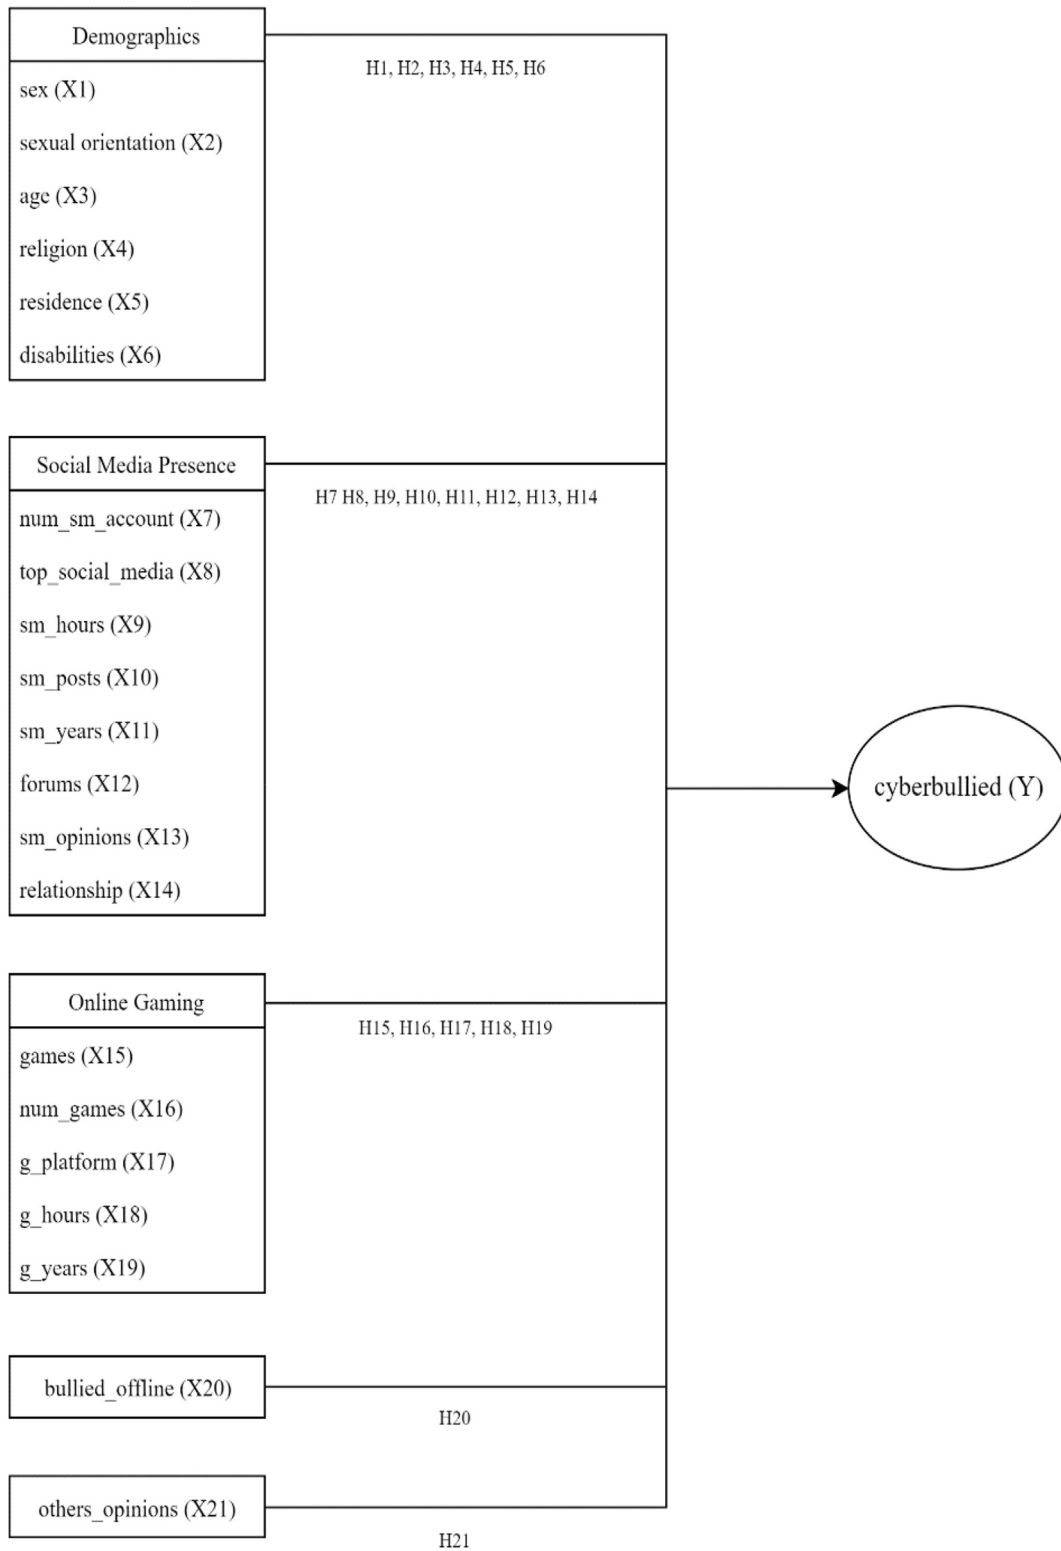 Demographics
H1, H2, H3, H4, H5, H6
sex (X1)
sexual orientation (X2)
age (X3)
religion (X4)
residence (X5)
disabilities (X6)
Social Media Presence
H7 H8, H9, H10, H11, H12, H13, H14
num_sm_account (X7)
top_social_media (X8)
sm_hours (X9)
sm_posts (X10)
sm_years (X11)
forums (X12)
sm_opinions (X13)
relationship (X14)
cyberbullied (Y)
Online Gaming
H15, H16, H17, H18, H19
games (X15)
num_games (X16)
g_platform (X17)
g_hours (X18)
g_years (X19)
bullied_offline (X20)
H20
others_opinions (X21)
H21